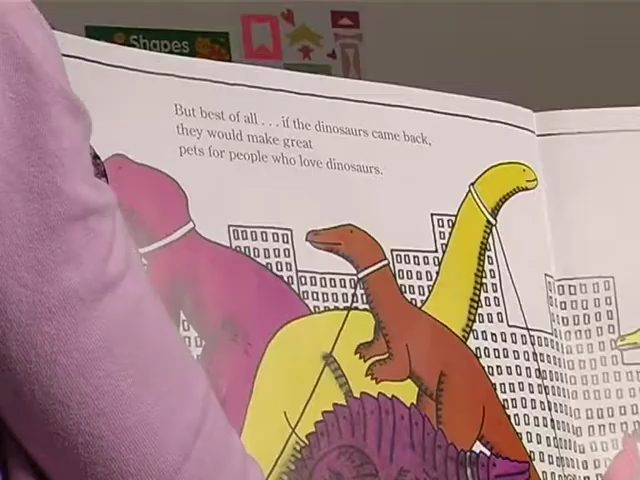 Shapes
But best of all . . . if the dinosaurs came back,
they would make great
pets for people who love dinosaurs.